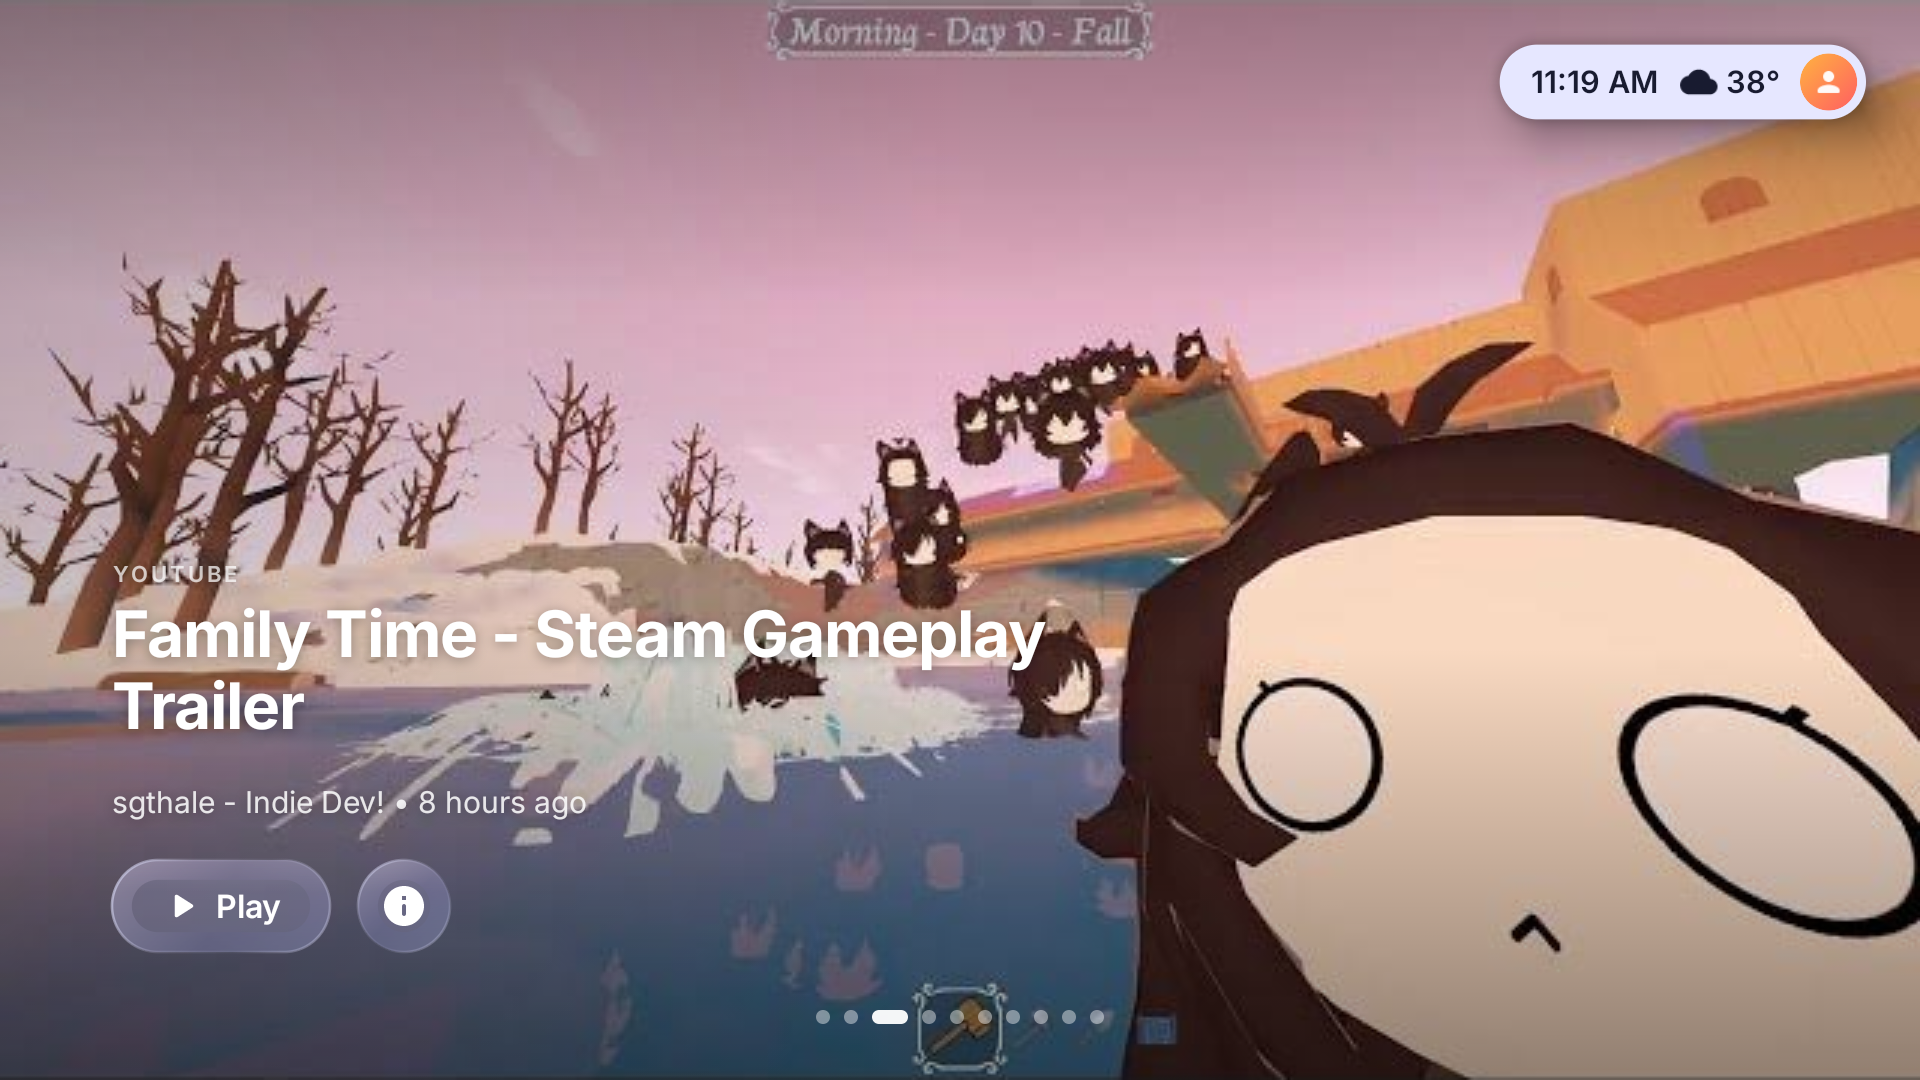 Morning - Day 10 - Fall
11:19 AM 38°
YOUTUBE
Family Time - Steam Gameplay
Trailer
sgthale - Indie Dev! • 8 hours ago
Play